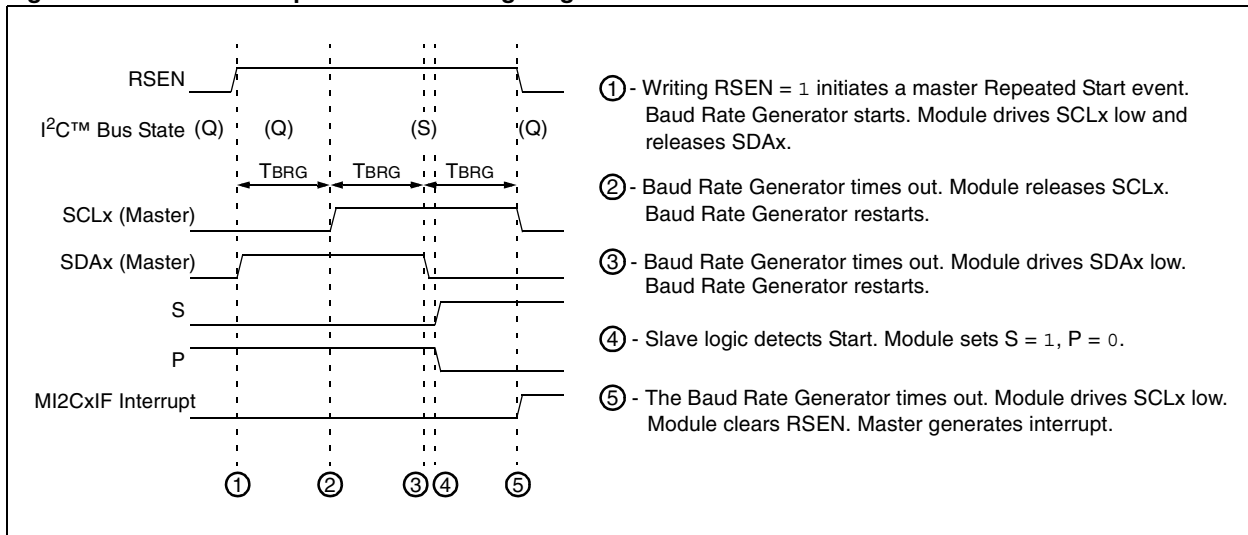 RSEN
I²C™ Bus State (Q) (Q) (S) (Q)
TBRG TBRG TBRG
SCLx (Master)
SDAx (Master)
S
P
MI2CxIF Interrupt
1 2 3 4 5
1 - Writing RSEN = 1 initiates a master Repeated Start event.
Baud Rate Generator starts. Module drives SCLx low and
releases SDAx.
2 - Baud Rate Generator times out. Module releases SCLx.
Baud Rate Generator restarts.
3 - Baud Rate Generator times out. Module drives SDAx low.
Baud Rate Generator restarts.
4 - Slave logic detects Start. Module sets S = 1, P = 0.
5 - The Baud Rate Generator times out. Module drives SCLx low.
Module clears RSEN. Master generates interrupt.